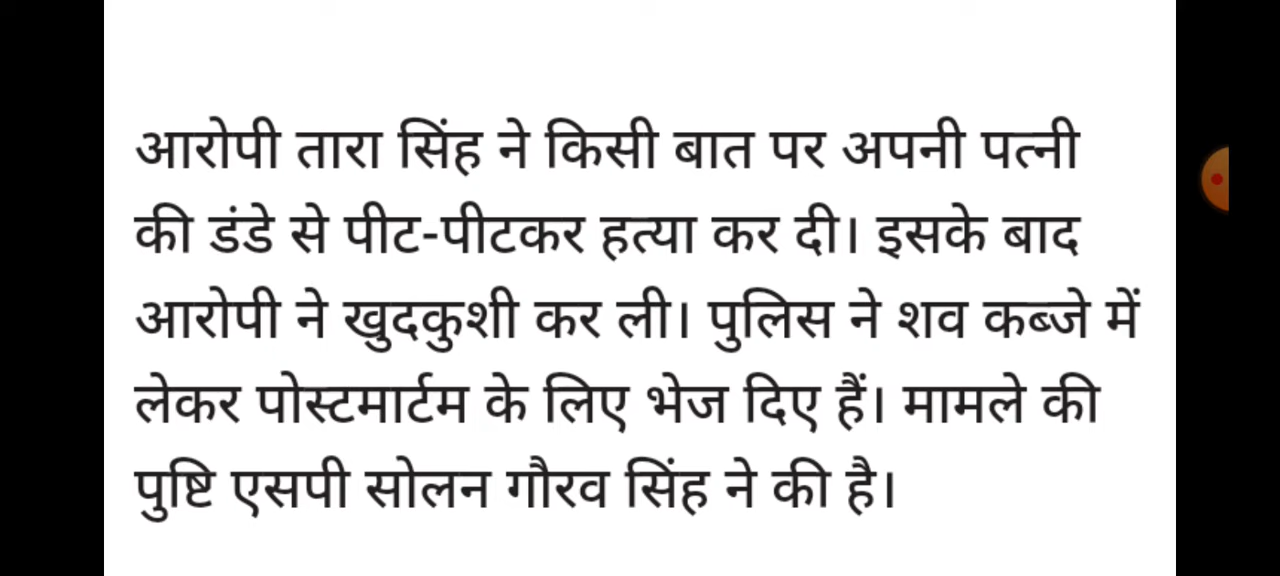 आरोपी तारा सिंह ने किसी बात पर अपनी पत्नी
की डंडे से पीट-पीटकर हत्या कर दी। इसके बाद
आरोपी ने खुदकुशी कर ली। पुलिस ने शव कब्जे में
लेकर पोस्टमार्टम के लिए भेज दिए हैं। मामले की
पुष्टि एसपी सोलन गौरव सिंह ने की है।